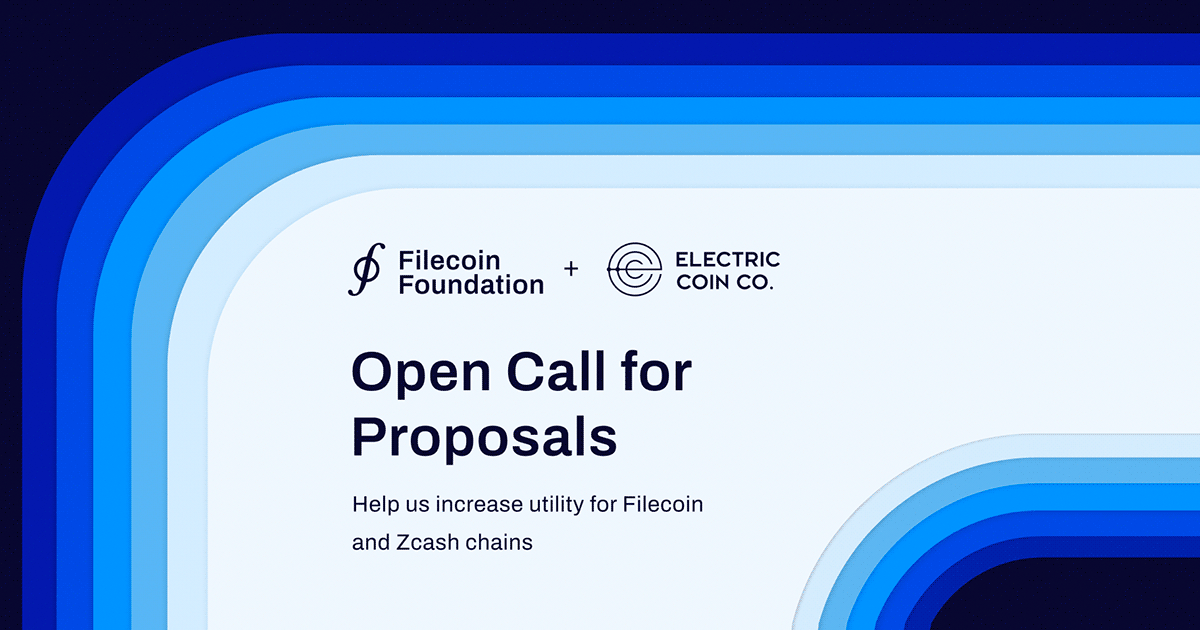 Filecoin
Foundation
+
ELECTRIC
COIN CO.
Open Call for
Proposals
Help us increase utility for Filecoin
and Zcash chains